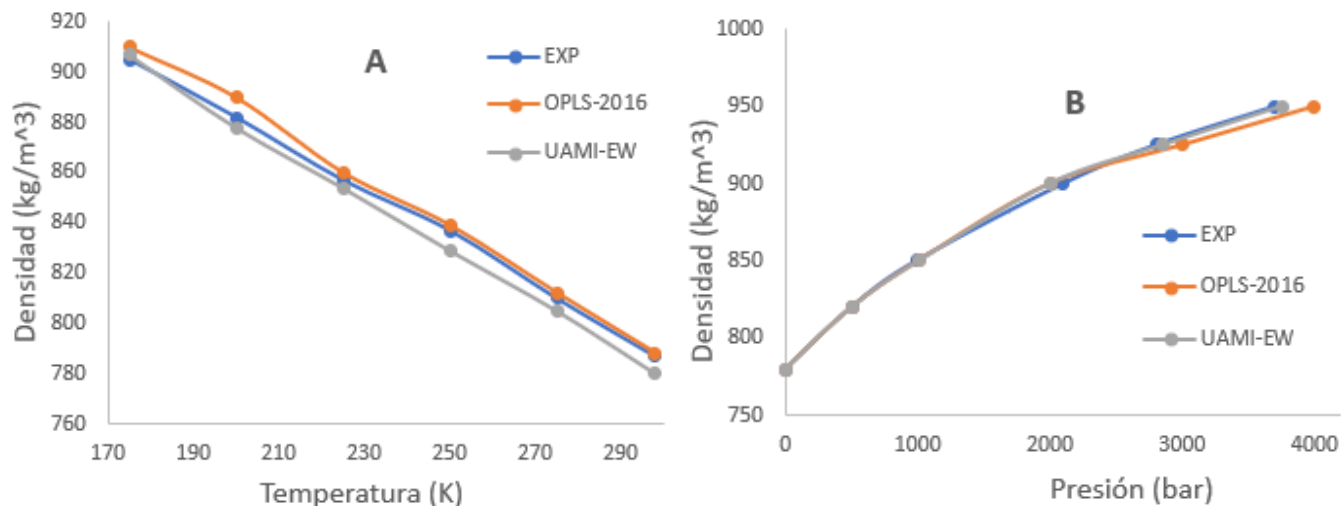 A
Densidad (kg/m^3)
920
900
880
860
840
820
800
780
760
170 190 210 230 250 270 290
Temperatura (K)
EXP
OPLS-2016
UAMI-EW
B
Densidad (kg/m^3)
1000
950
900
850
800
750
0 1000 2000 3000 4000
Presión (bar)
EXP
OPLS-2016
UAMI-EW